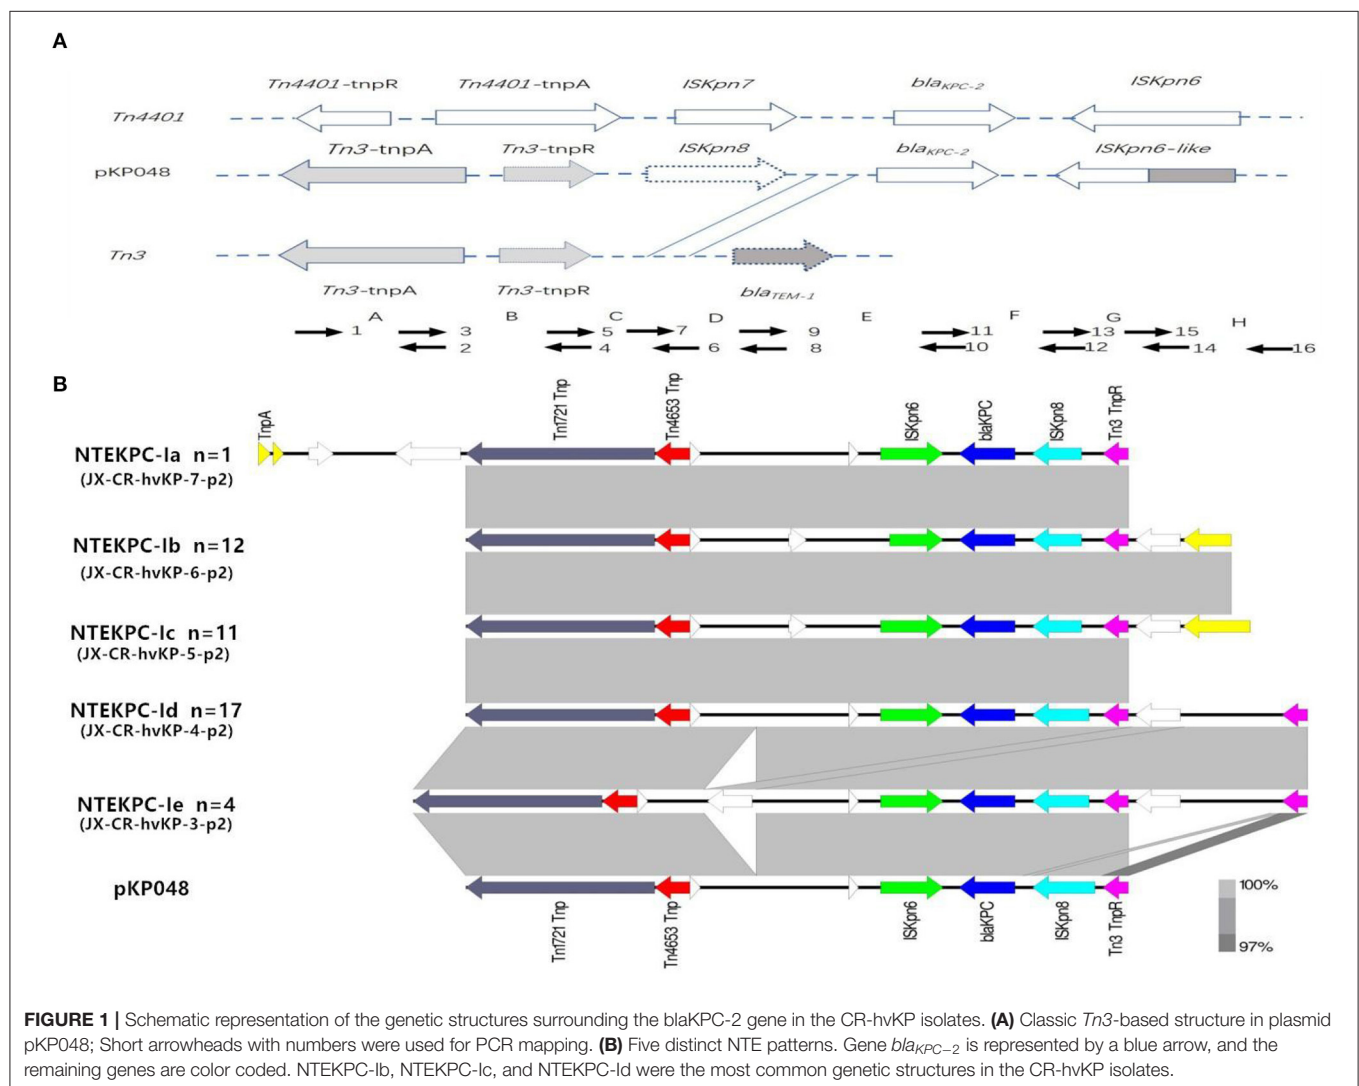 A
Tn4401-tnpR Tn4401-tnpA ISKpn7 blaKPC-2 ISKpn6
Tn4401
Tn3-tnpA Tn3-tnpR ISKpn8 blaKPC-2 ISKpn6-like
pKP048
Tn3
Tn3-tnpA Tn3-tnpR blaTEM-1
A B C D E F G H
1 3 5 7 9 11 13 15
2 4 6 8 10 12 14 16
B
TnpA Tn1721 Tnp Tn4653 Tnp ISKpn6 blaKPC ISKpn8 Tn3 TnpR
NTEKPC-Ia n=1
(JX-CR-hvKP-7-p2)
NTEKPC-Ib n=12
(JX-CR-hvKP-6-p2)
NTEKPC-Ic n=11
(JX-CR-hvKP-5-p2)
NTEKPC-Id n=17
(JX-CR-hvKP-4-p2)
NTEKPC-Ie n=4
(JX-CR-hvKP-3-p2)
pKP048
100%
97%
Tn1721 Tnp Tn4653 Tnp ISKpn6 blaKPC ISKpn8 Tn3 TnpR
FIGURE 1 | Schematic representation of the genetic structures surrounding the blaKPC-2 gene in the CR-hvKP isolates. (A) Classic Tn3-based structure in plasmid
pKP048; Short arrowheads with numbers were used for PCR mapping. (B) Five distinct NTE patterns. Gene blaKPC−2 is represented by a blue arrow, and the
remaining genes are color coded. NTEKPC-Ib, NTEKPC-Ic, and NTEKPC-Id were the most common genetic structures in the CR-hvKP isolates.